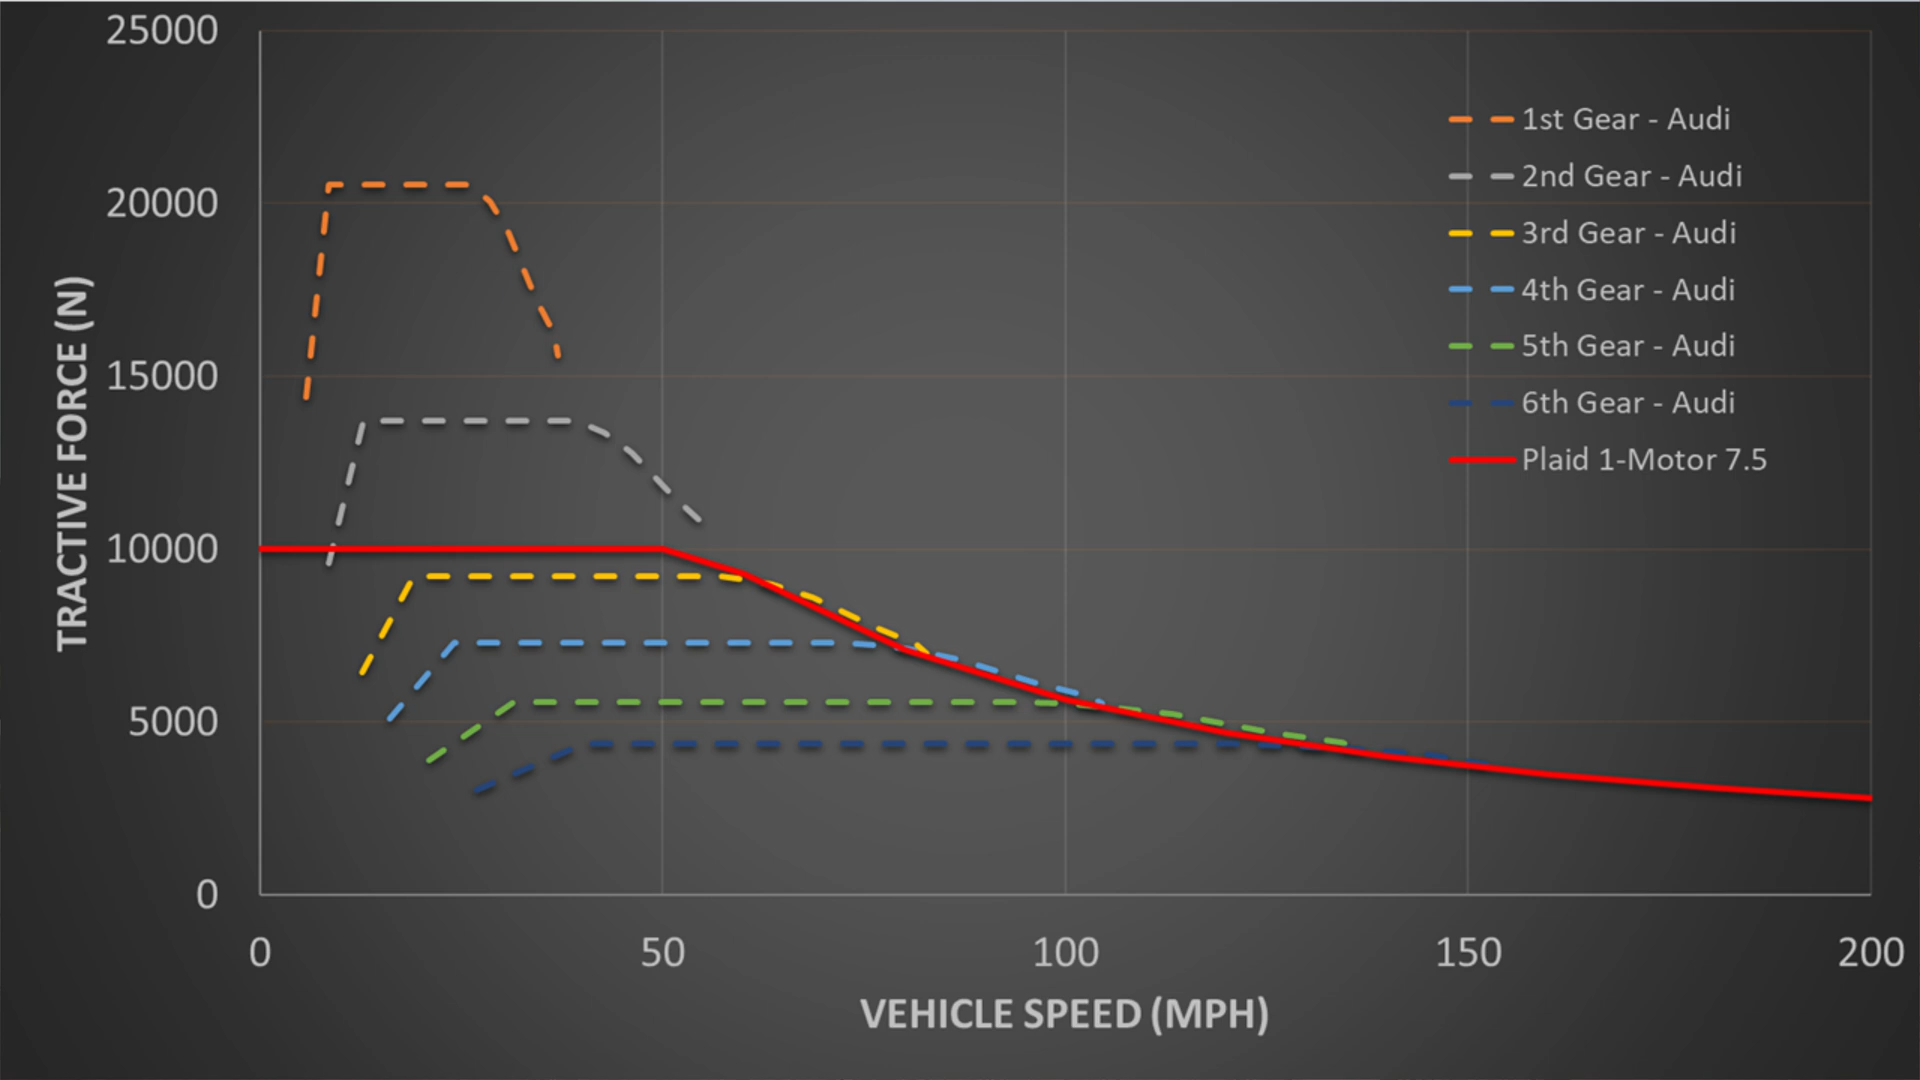 25000
20000
15000
10000
5000
0
TRACTIVE FORCE (N)
1st Gear - Audi
2nd Gear - Audi
3rd Gear - Audi
4th Gear - Audi
5th Gear - Audi
6th Gear - Audi
Plaid 1-Motor 7.5
0 50 100 150 200
VEHICLE SPEED (MPH)